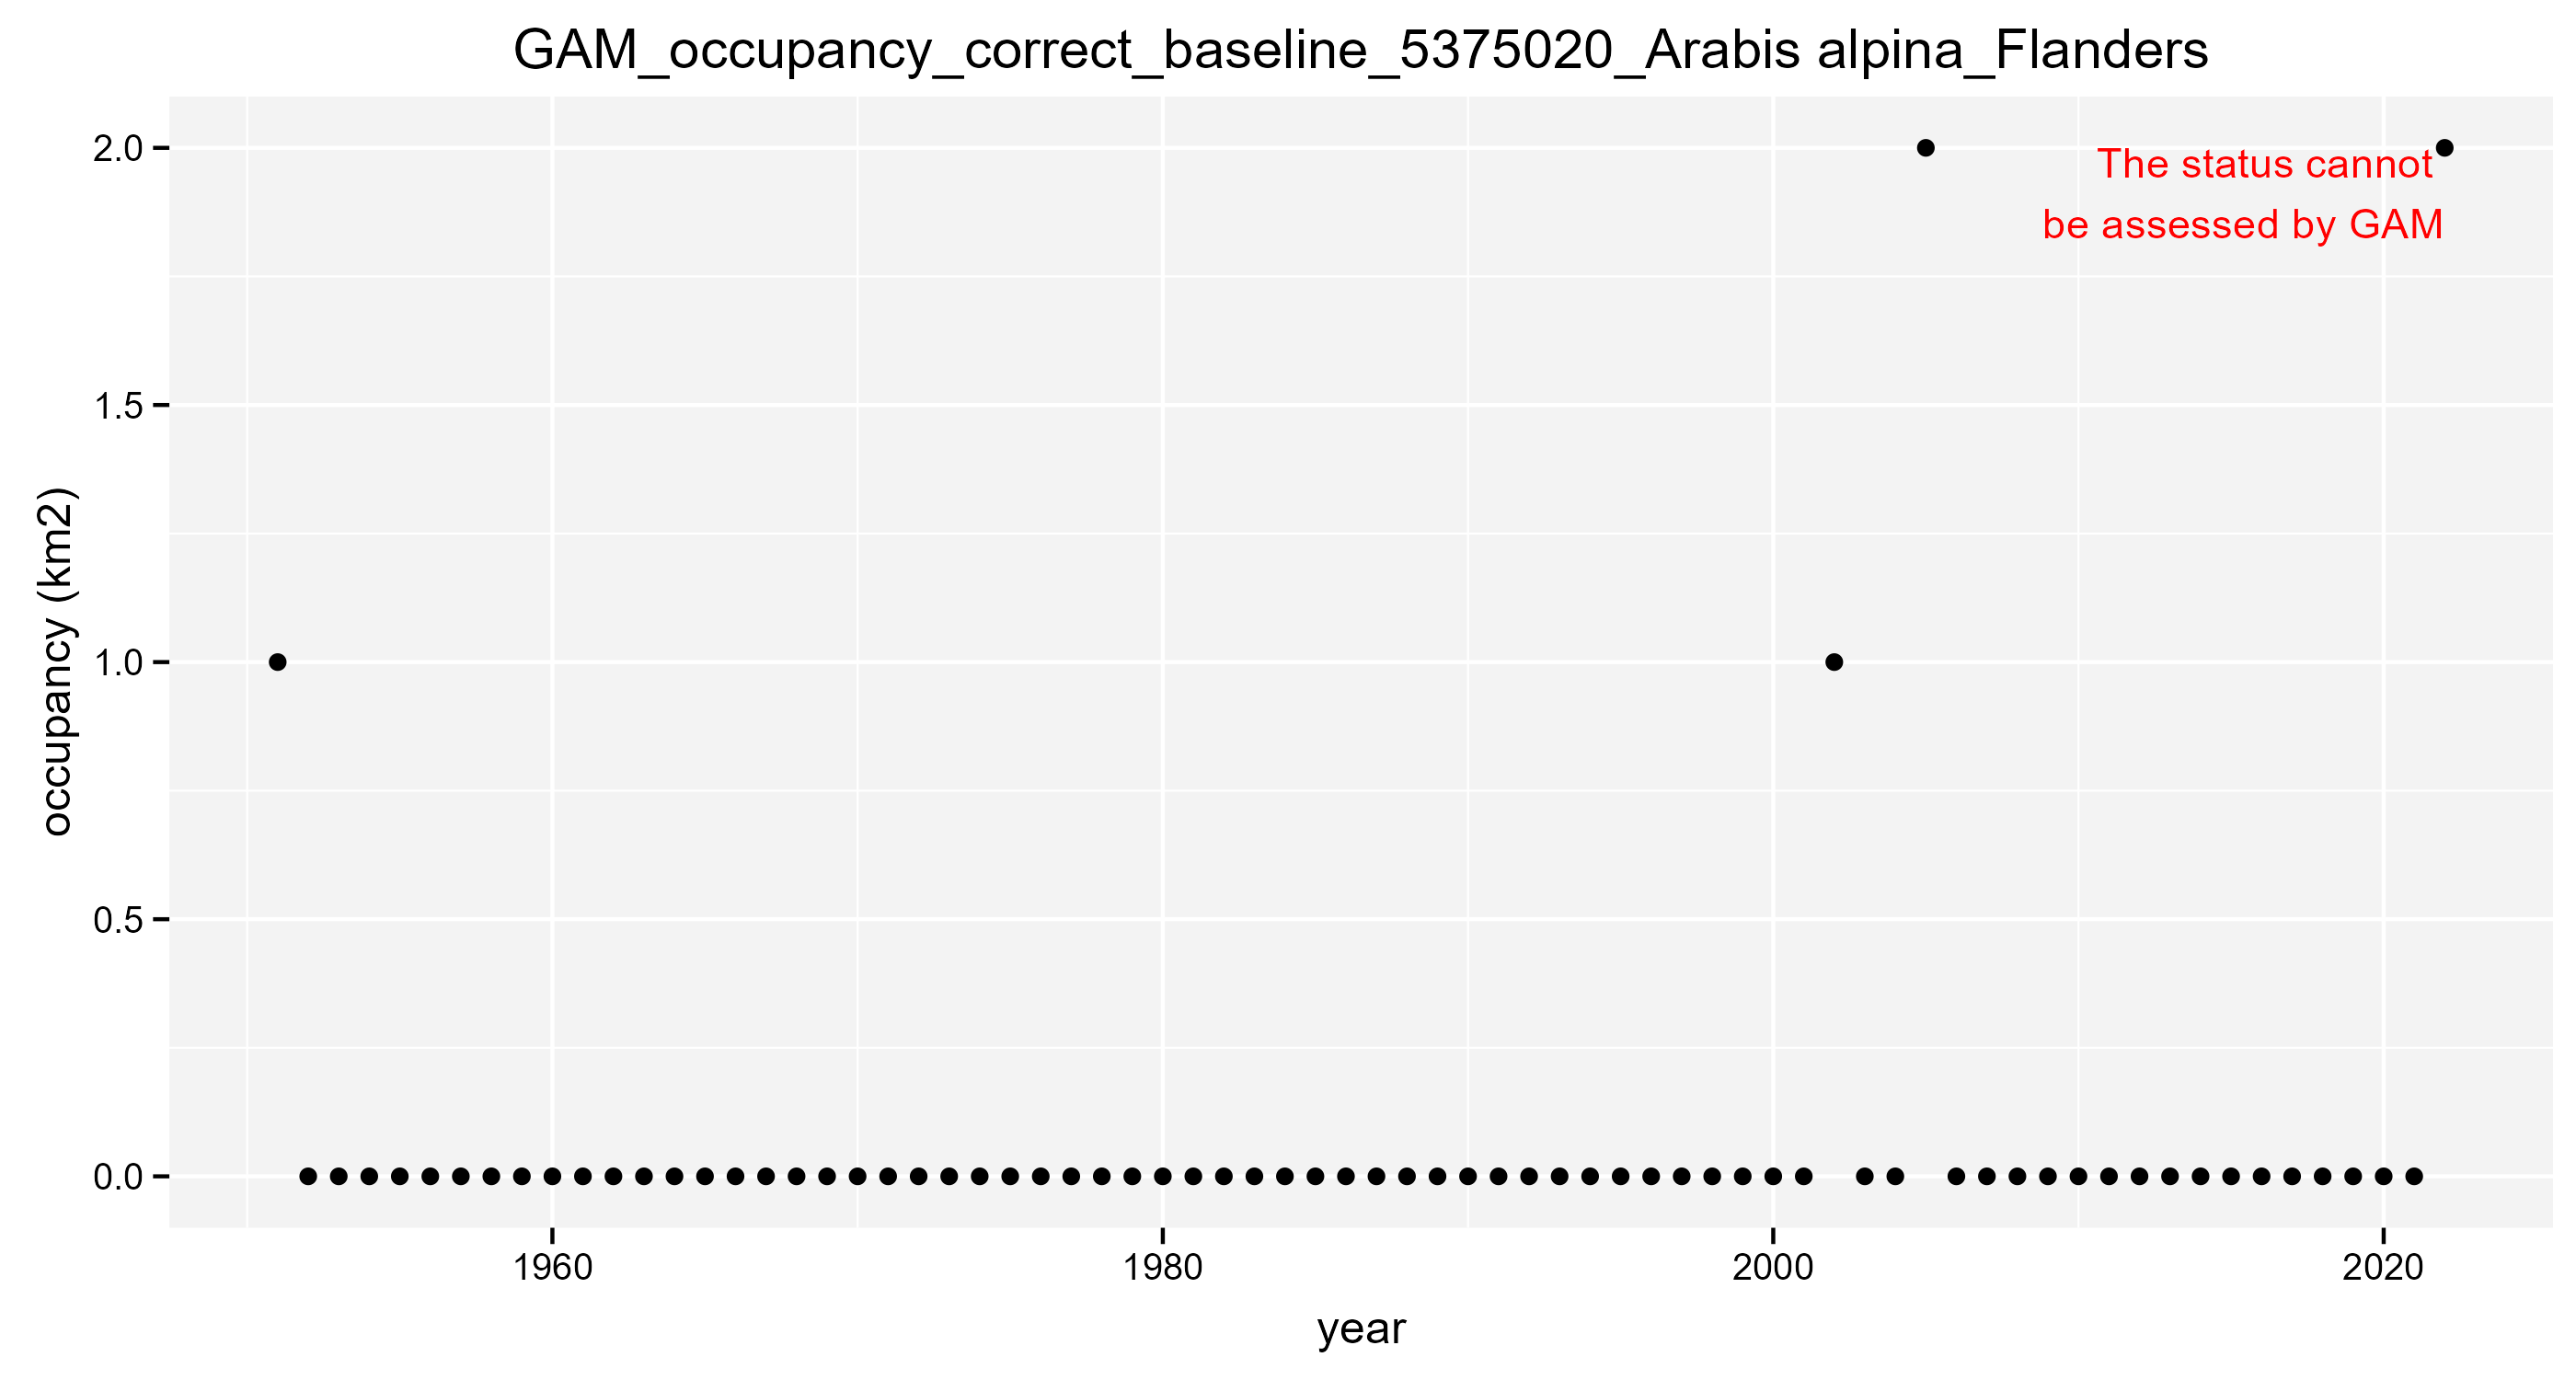 GAM_occupancy_correct_baseline_5375020_Arabis alpina_Flanders
2.0
The status cannot
be assessed by GAM
1.5
occupancy (km2)
1.0
0.5
0.0
1960 1980 2000 2020
year